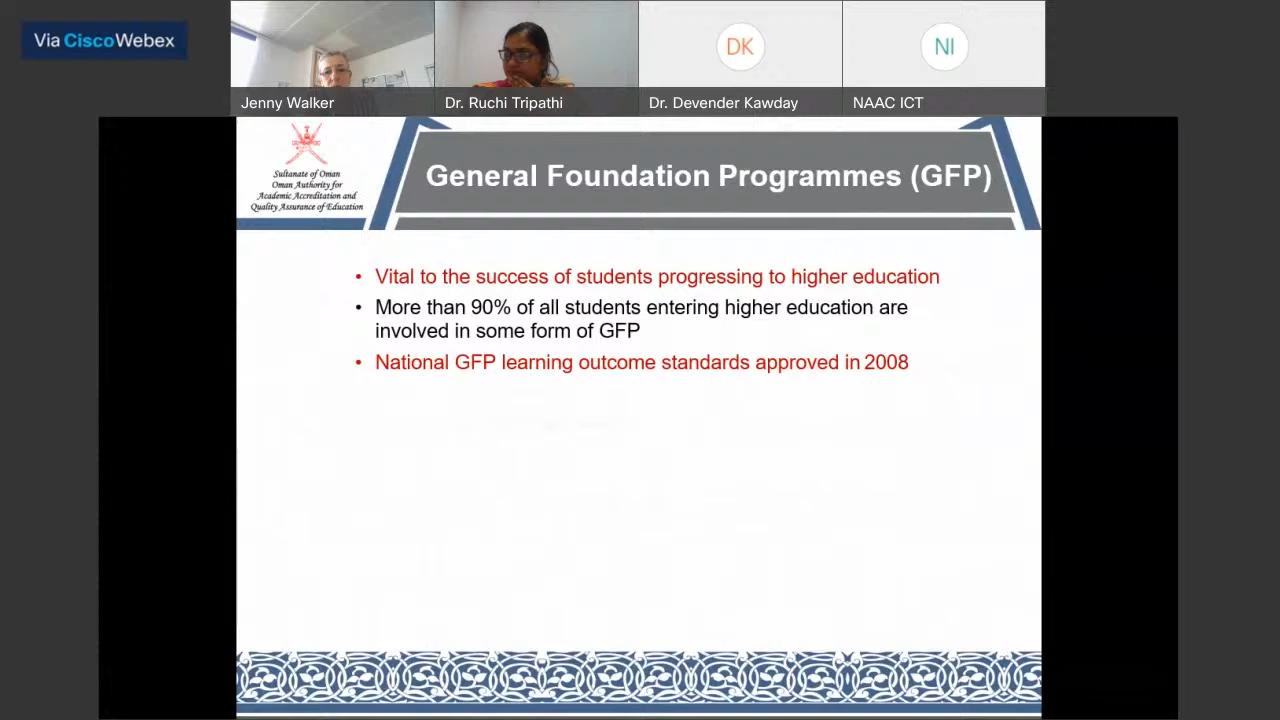 Via Cisco Webex
DK
NI
Jenny Walker
Dr. Ruchi Tripathi
Dr. Devender Kawday
NAAC ICT
Sultanate of Oman
Oman Authority for
Academic Accreditation and
Quality Assurance of Education
General Foundation Programmes (GFP)
• Vital to the success of students progressing to higher education
• More than 90% of all students entering higher education are
involved in some form of GFP
• National GFP learning outcome standards approved in 2008